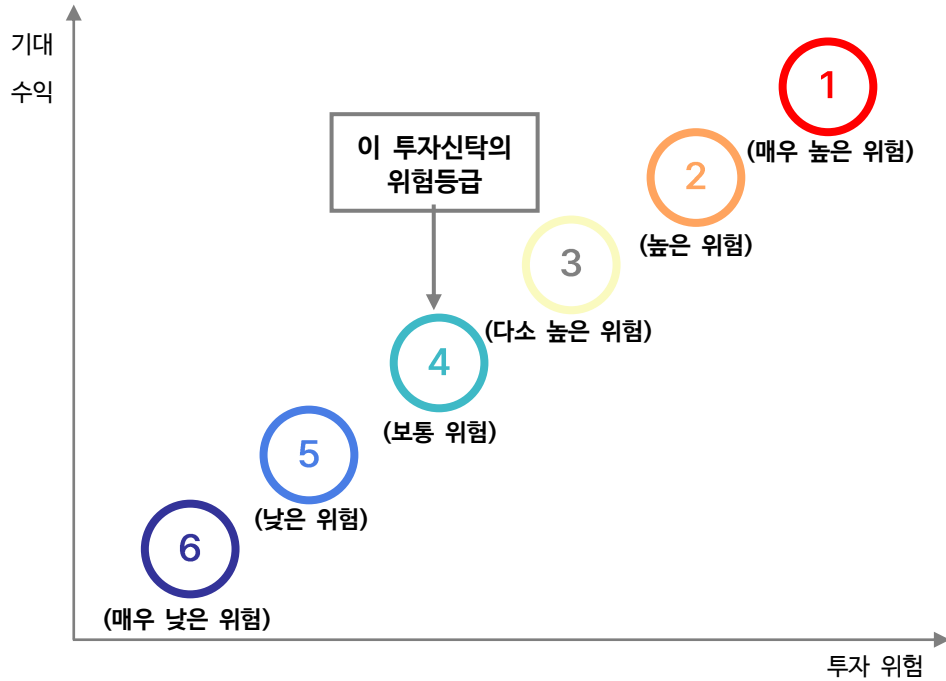 기대
수익
1
(매우 높은 위험)
이 투자신탁의
위험등급
2
(높은 위험)
3
(다소 높은 위험)
4
(보통 위험)
5
(낮은 위험)
6
(매우 낮은 위험)
투자 위험